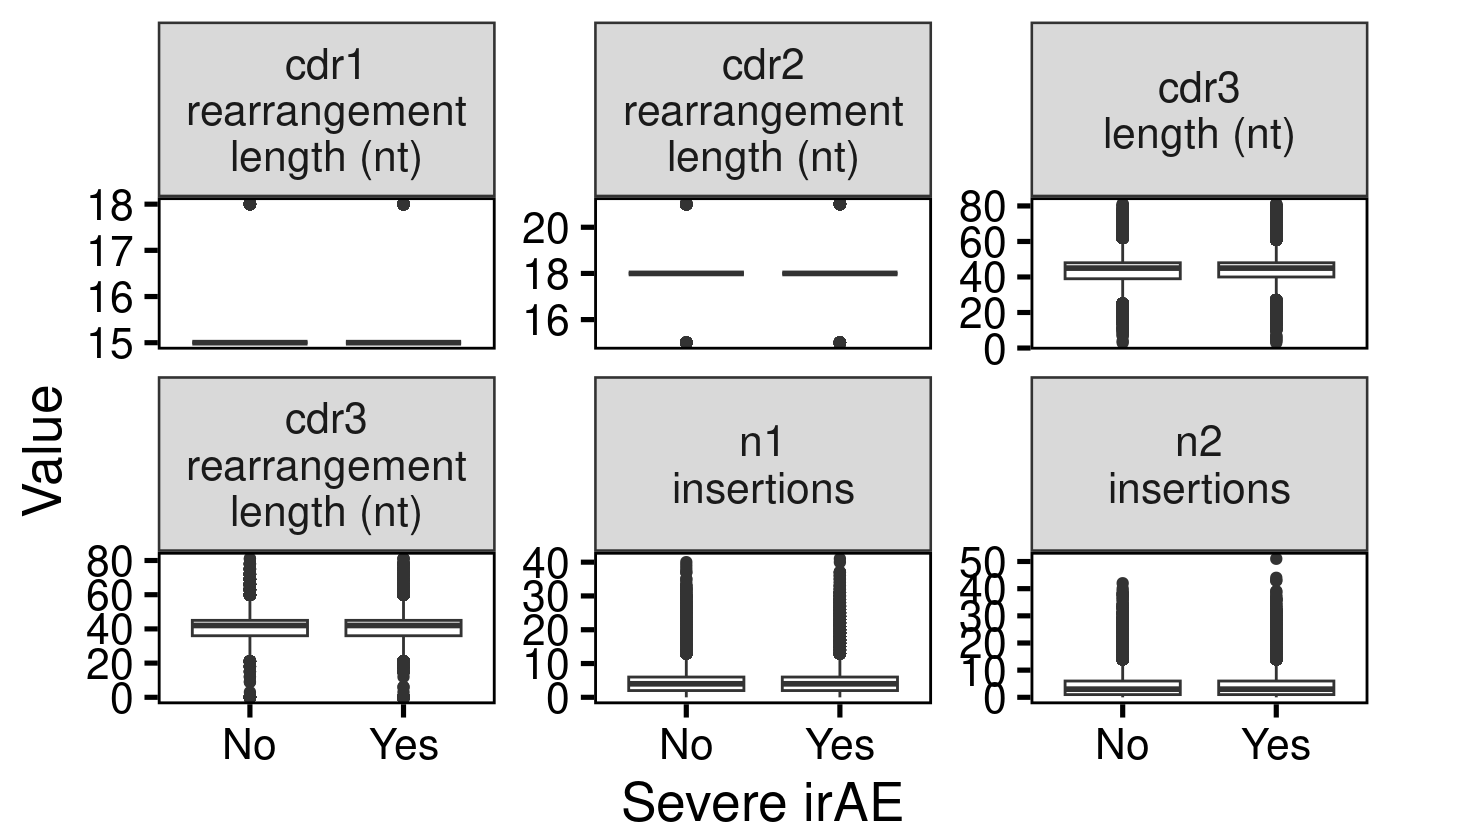 cdr1
rearrangement
length (nt)
cdr2
rearrangement
length (nt)
cdr3
length (nt)
18
17
16
15
20
18
16
80
60
40
20
0
Value
cdr3
rearrangement
length (nt)
n1
insertions
n2
insertions
80
60
40
20
0
40
30
20
10
0
50
40
30
20
10
0
No
Yes
No
Yes
No
Yes
Severe irAE